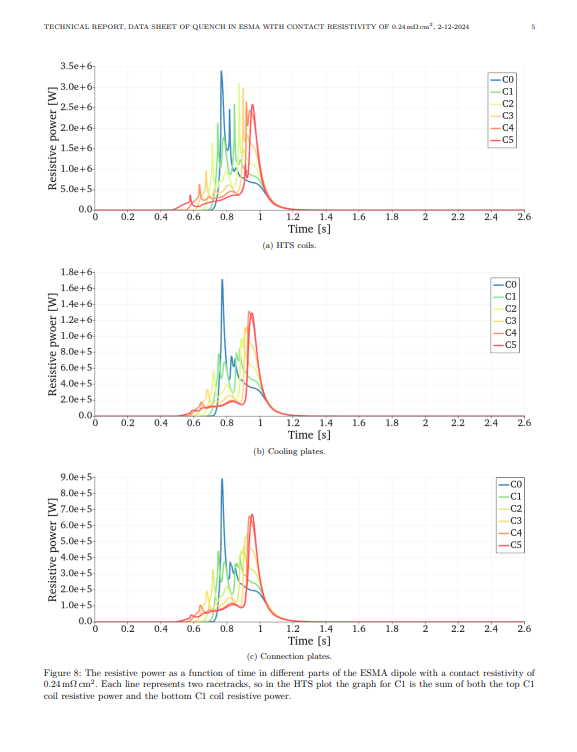 TECHNICAL REPORT, DATA SHEET OF QUENCH IN ESMA WITH CONTACT RESISTIVITY OF 0.24 mΩ cm², 2-12-2024 5
3.5e+6
3.0e+6
2.5e+6
2.0e+6
1.5e+6
1.0e+6
5.0e+5
0.0
Resistive power [W]
C0
C1
C2
C3
C4
C5
0 0.2 0.4 0.6 0.8 1 1.2 1.4 1.6 1.8 2 2.2 2.4 2.6
Time [s]
(a) HTS coils.
1.8e+6
1.6e+6
1.4e+6
1.2e+6
1.0e+6
8.0e+5
6.0e+5
4.0e+5
2.0e+5
0.0
Resistive pwoer [W]
C0
C1
C2
C3
C4
C5
0 0.2 0.4 0.6 0.8 1 1.2 1.4 1.6 1.8 2 2.2 2.4 2.6
Time [s]
(b) Cooling plates.
9.0e+5
8.0e+5
7.0e+5
6.0e+5
5.0e+5
4.0e+5
3.0e+5
2.0e+5
1.0e+5
0.0
Resistive power [W]
C0
C1
C2
C3
C4
C5
0 0.2 0.4 0.6 0.8 1 1.2 1.4 1.6 1.8 2 2.2 2.4 2.6
Time [s]
(c) Connection plates.
Figure 8: The resistive power as a function of time in different parts of the ESMA dipole with a contact resistivity of
0.24 mΩ cm². Each line represents two racetracks, so in the HTS plot the graph for C1 is the sum of both the top C1
coil resistive power and the bottom C1 coil resistive power.